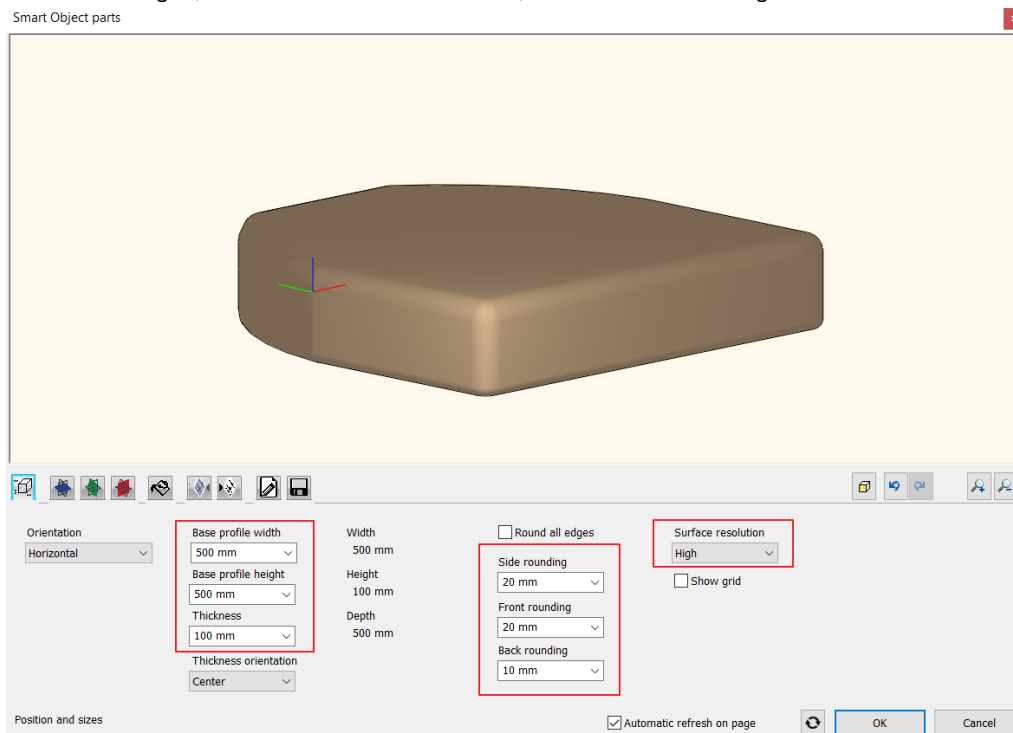 Smart Object parts
Orientation
Horizontal
Base profile width
500 mm
Base profile height
500 mm
Thickness
100 mm
Thickness orientation
Center
Width
500 mm
Height
100 mm
Depth
500 mm
Round all edges
Side rounding
20 mm
Front rounding
20 mm
Back rounding
10 mm
Surface resolution
High
Show grid
Position and sizes
Automatic refresh on page
OK
Cancel